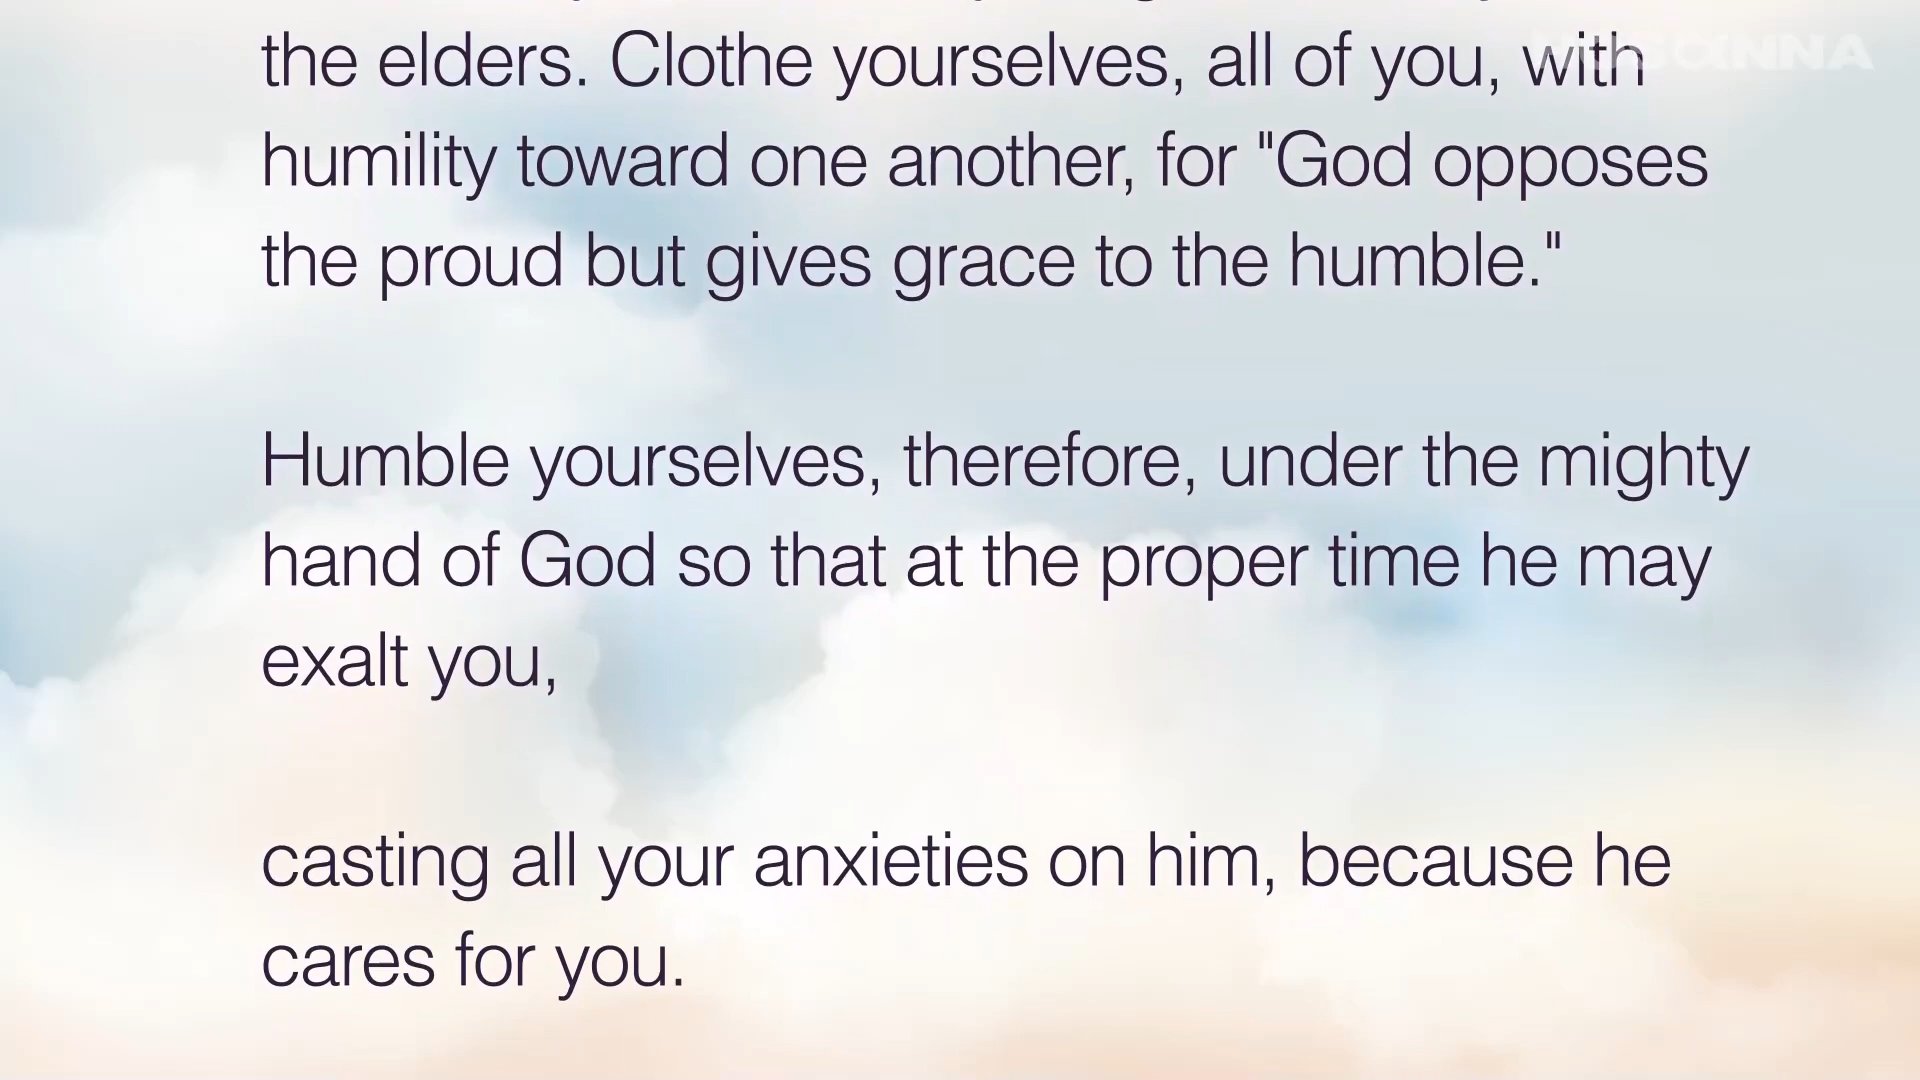 the elders. Clothe yourselves, all of you, with
humility toward one another, for "God opposes
the proud but gives grace to the humble."
Humble yourselves, therefore, under the mighty
hand of God so that at the proper time he may
exalt you,
casting all your anxieties on him, because he
cares for you.